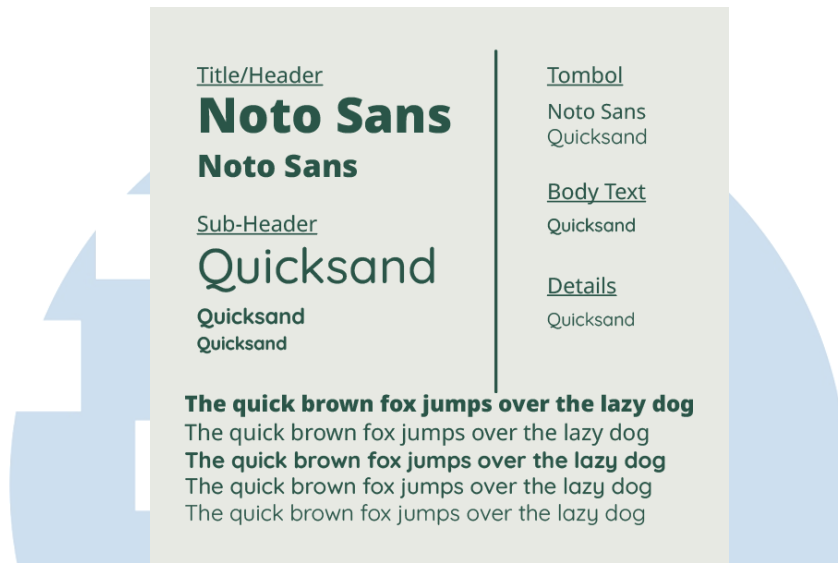 Title/Header
Noto Sans
Noto Sans
Sub-Header
Quicksand
Quicksand
Quicksand
Tombol
Noto Sans
Quicksand
Body Text
Quicksand
Details
Quicksand
The quick brown fox jumps over the lazy dog
The quick brown fox jumps over the lazy dog
The quick brown fox jumps over the lazy dog
The quick brown fox jumps over the lazy dog
The quick brown fox jumps over the lazy dog